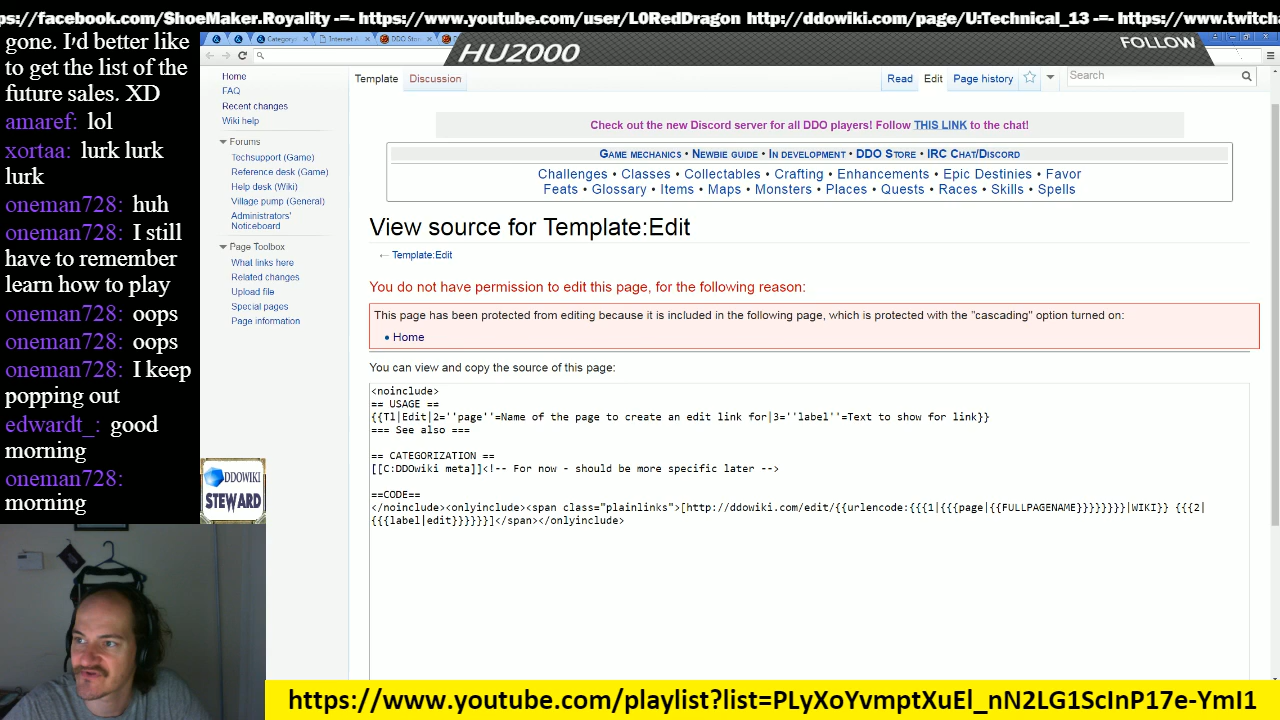 ps://facebook.com/ShoeMaker.Royality -=- https://www.youtube.com/user/L0RedDragon http://ddowiki.com/page/U:Technical_13 -=- https://www.twitch
gone. I'd better like
to get the list of the
future sales. XD
amaref: lol
xortaa: lurk lurk
lurk
oneman728: huh
oneman728: I still
have to remember
learn how to play
oneman728: oops
oneman728: oops
oneman728: I keep
popping out
edwardt_: good
morning
oneman728:
morning
DDOWIKI
STEWARD
HU2000
FOLLOW
Home
FAQ
Recent changes
Wiki help
Forums
Techsupport (Game)
Reference desk (Game)
Help desk (Wiki)
Village pump (General)
Administrators'
Noticeboard
Page Toolbox
What links here
Related changes
Upload file
Special pages
Page information
Template Discussion Read Edit Page history Search
Check out the new Discord server for all DDO players! Follow THIS LINK to the chat!
Game mechanics • Newbie guide • In development • DDO Store • IRC Chat/Discord
Challenges • Classes • Collectables • Crafting • Enhancements • Epic Destinies • Favor
Feats • Glossary • Items • Maps • Monsters • Places • Quests • Races • Skills • Spells
View source for Template:Edit
← Template:Edit
You do not have permission to edit this page, for the following reason:
This page has been protected from editing because it is included in the following page, which is protected with the "cascading" option turned on:
• Home
You can view and copy the source of this page:
<noinclude>
== USAGE ==
{{Tl|Edit|2=''page''=Name of the page to create an edit link for|3=''label''=Text to show for link}}
=== See also ===
== CATEGORIZATION ==
[[C:DDOwiki meta]]<!-- For now - should be more specific later -->
==CODE==
</noinclude><onlyinclude><span class="plainlinks">[http://ddowiki.com/edit/{{urlencode:{{{1|{{{page|{{FULLPAGENAME}}}}}}}}|WIKI}} {{{2|
{{{label|edit}}}}}}]</span></onlyinclude>
https://www.youtube.com/playlist?list=PLyXoYvmptXuEl_nN2LG1ScInP17e-YmI1